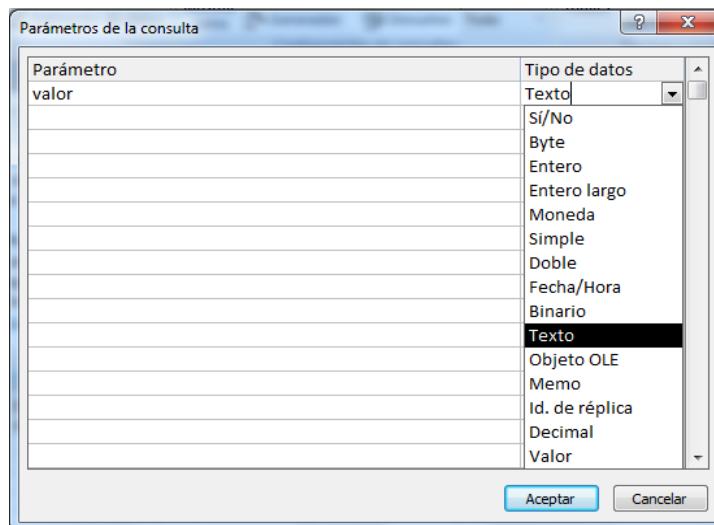 Parámetros de la consulta
Parámetro Tipo de datos
valor Texto
Sí/No
Byte
Entero
Entero largo
Moneda
Simple
Doble
Fecha/Hora
Binario
Texto
Objeto OLE
Memo
Id. de réplica
Decimal
Valor
Aceptar Cancelar